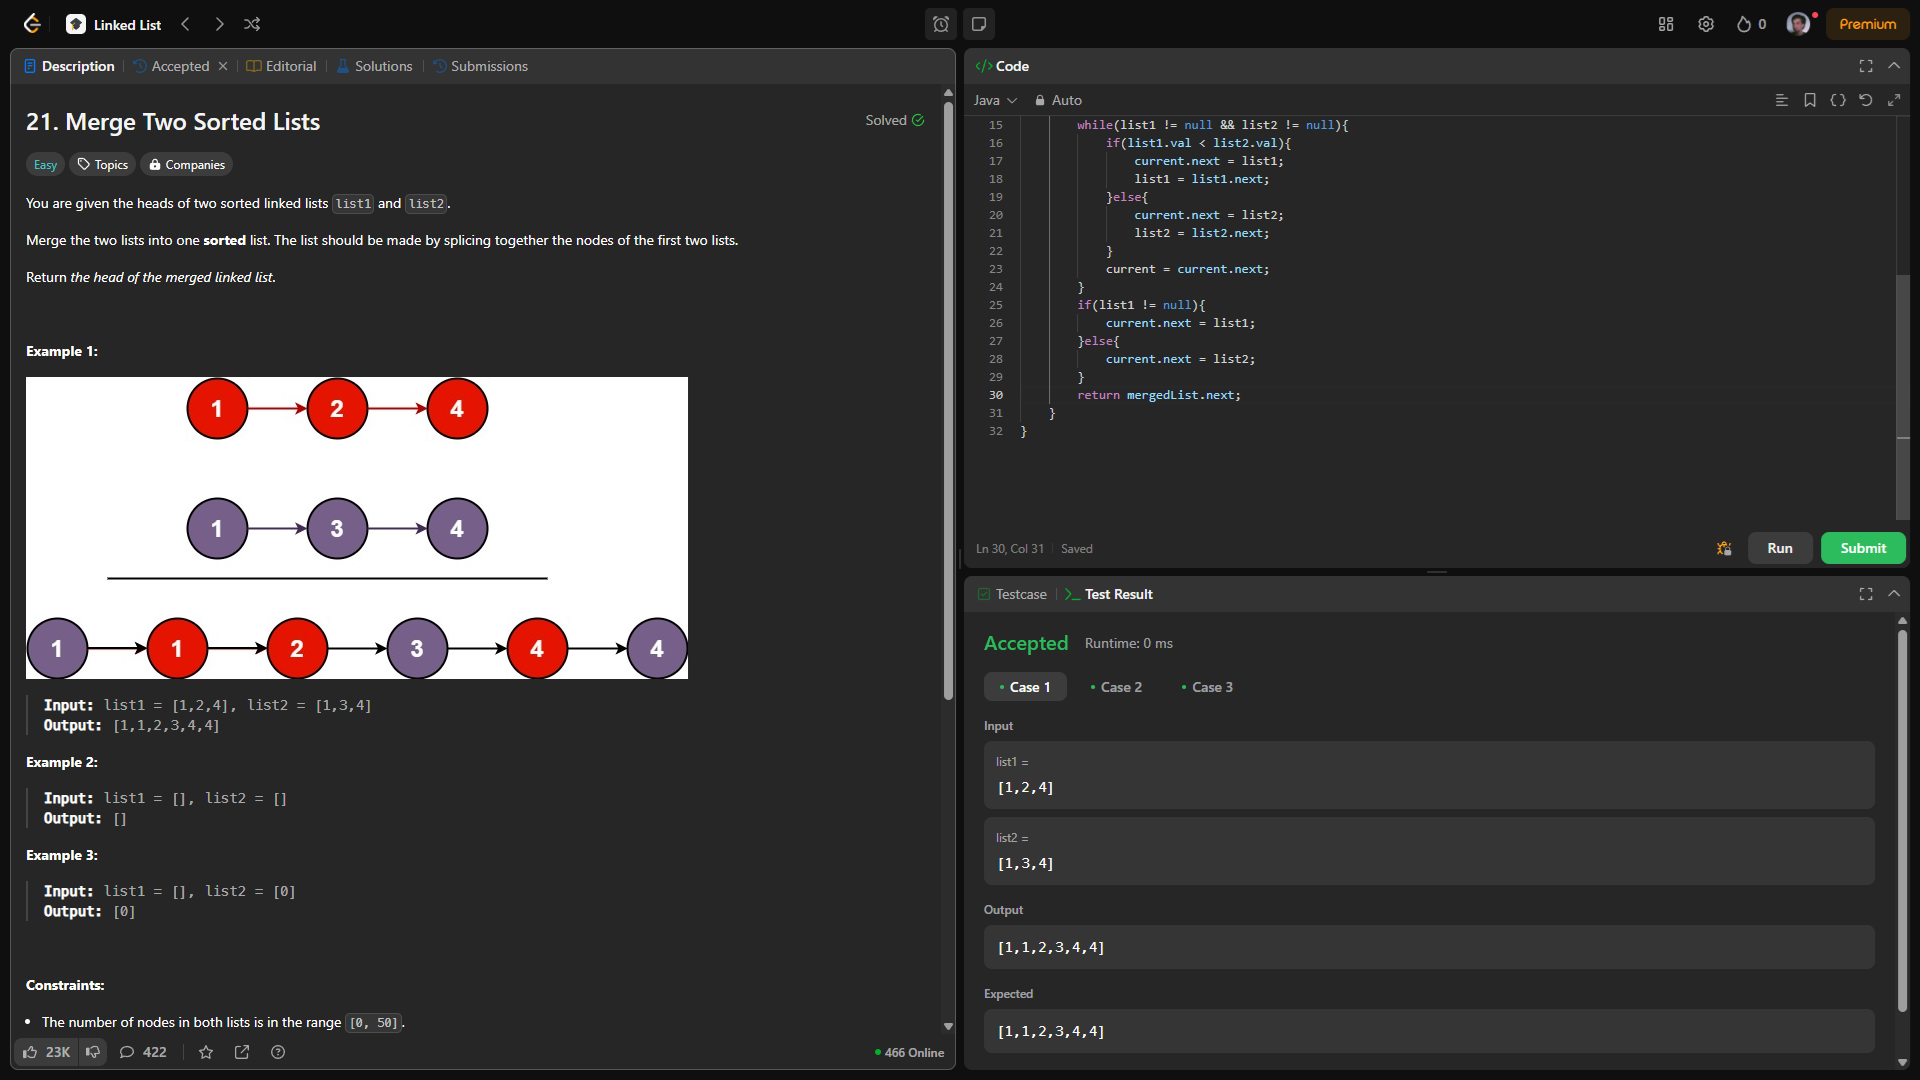 Linked List
0
Premium
Description
Accepted
Editorial
Solutions
Submissions
21. Merge Two Sorted Lists
Solved
Easy
Topics
Companies
You are given the heads of two sorted linked lists list1 and list2.
Merge the two lists into one sorted list. The list should be made by splicing together the nodes of the first two lists.
Return the head of the merged linked list.
Example 1:
1 2 4
1 3 4
1 1 2 3 4 4
Input: list1 = [1,2,4], list2 = [1,3,4]
Output: [1,1,2,3,4,4]
Example 2:
Input: list1 = [], list2 = []
Output: []
Example 3:
Input: list1 = [], list2 = [0]
Output: [0]
Constraints:
• The number of nodes in both lists is in the range [0, 50].
23K
422
466 Online
</> Code
Java
Auto
15 while(list1 != null && list2 != null){
16 if(list1.val < list2.val){
17 current.next = list1;
18 list1 = list1.next;
19 }else{
20 current.next = list2;
21 list2 = list2.next;
22 }
23 current = current.next;
24 }
25 if(list1 != null){
26 current.next = list1;
27 }else{
28 current.next = list2;
29 }
30 return mergedList.next;
31 }
32 }
Ln 30, Col 31
Saved
Run
Submit
Testcase
>_ Test Result
Accepted
Runtime: 0 ms
• Case 1
• Case 2
• Case 3
Input
list1 =
[1,2,4]
list2 =
[1,3,4]
Output
[1,1,2,3,4,4]
Expected
[1,1,2,3,4,4]